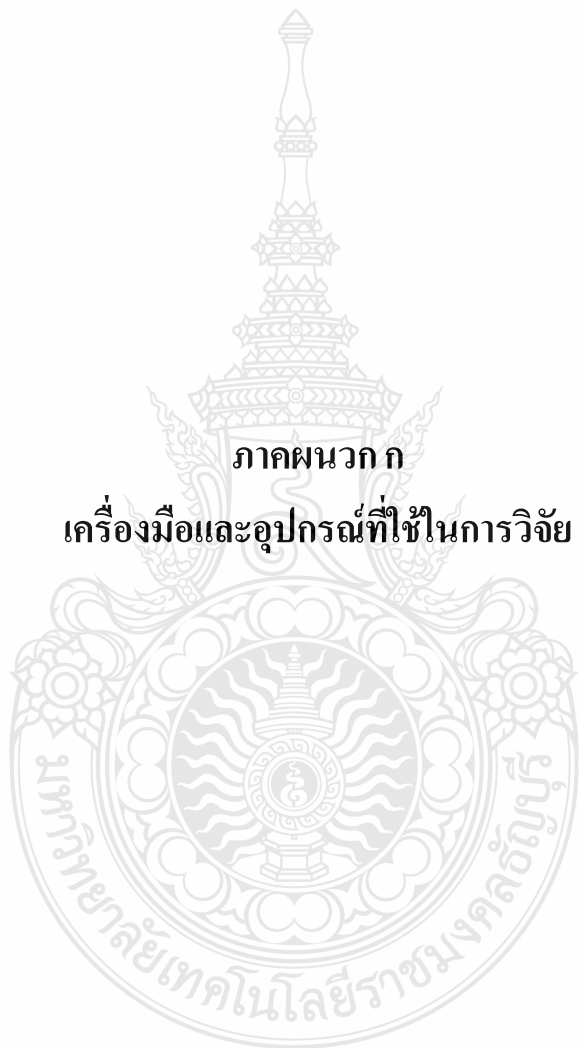 ภาคผนวก ก
เครื่องมือและอุปกรณ์ที่ใช้ในการวิจัย
มหาวิทยาลัยเทคโนโลยีราชมงคลธัญบุรี